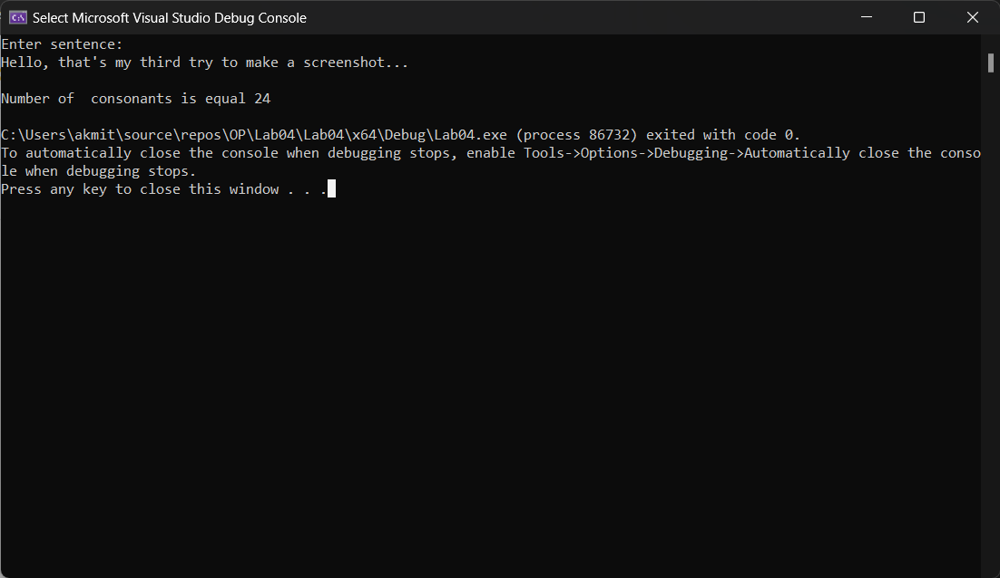 Select Microsoft Visual Studio Debug Console
Enter sentence:
Hello, that's my third try to make a screenshot...
Number of  consonants is equal 24
C:\Users\akmit\source\repos\OP\Lab04\Lab04\x64\Debug\Lab04.exe (process 86732) exited with code 0.
To automatically close the console when debugging stops, enable Tools->Options->Debugging->Automatically close the conso
le when debugging stops.
Press any key to close this window . . .